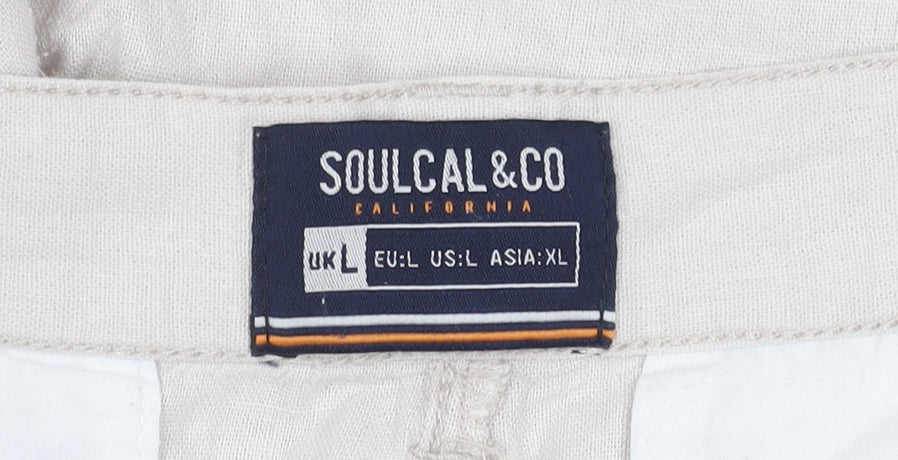 SOULCAL&CO
CALIFORNIA
UK L EU:L US:L ASIA:XL